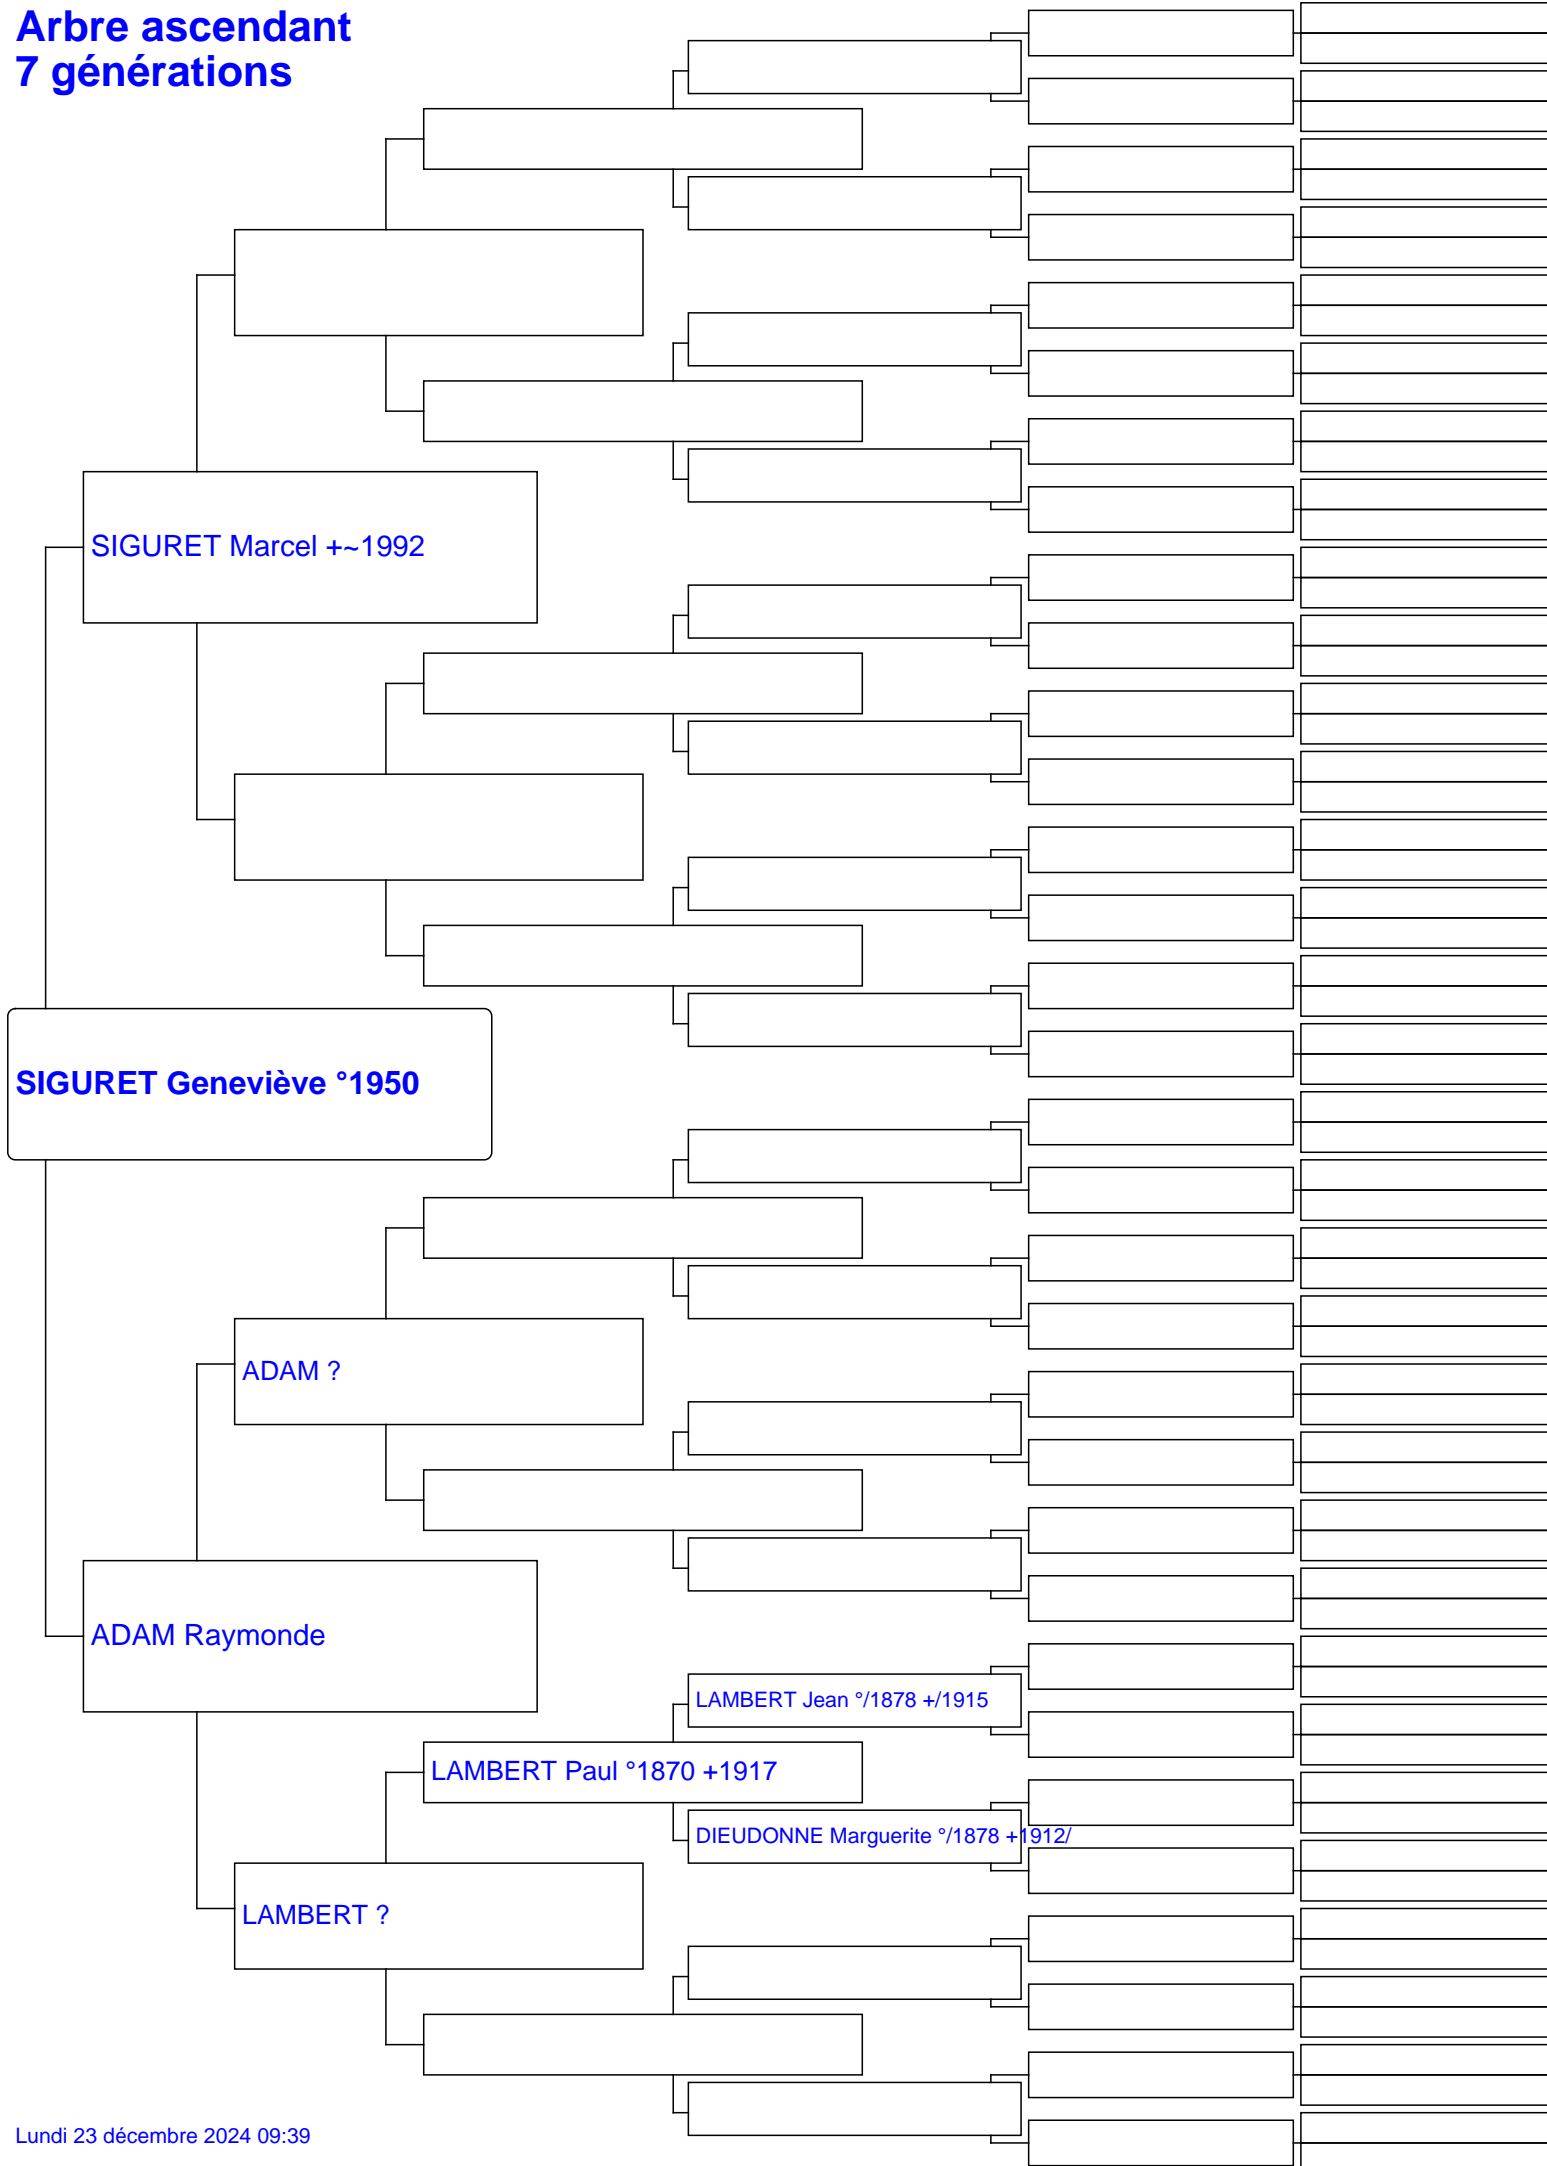 Arbre ascendant
7 générations
SIGURET Marcel +~1992
SIGURET Geneviève °1950
ADAM ?
ADAM Raymonde
LAMBERT Jean °/1878 +/1915
LAMBERT Paul °1870 +1917
DIEUDONNE Marguerite °/1878 +1912/
LAMBERT ?
Lundi 23 décembre 2024 09:39